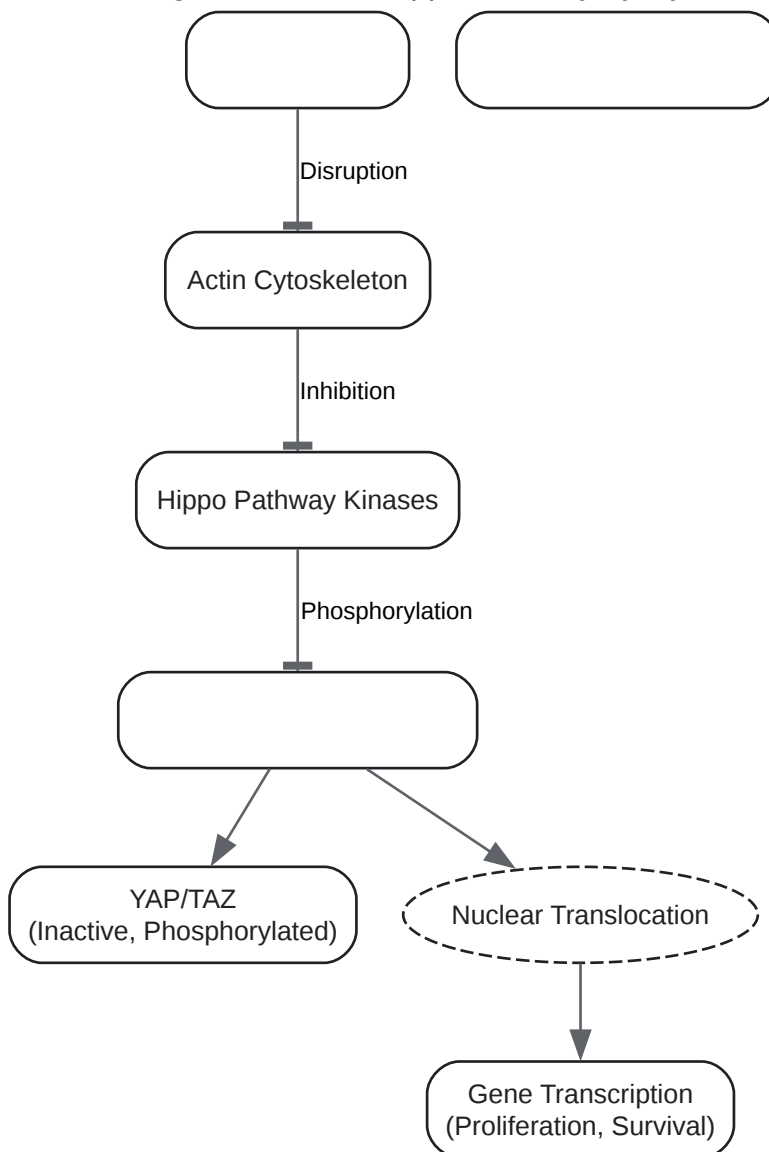 Disruption
Actin Cytoskeleton
Inhibition
Hippo Pathway Kinases
Phosphorylation
YAP/TAZ
(Inactive, Phosphorylated)
Nuclear Translocation
Gene Transcription
(Proliferation, Survival)